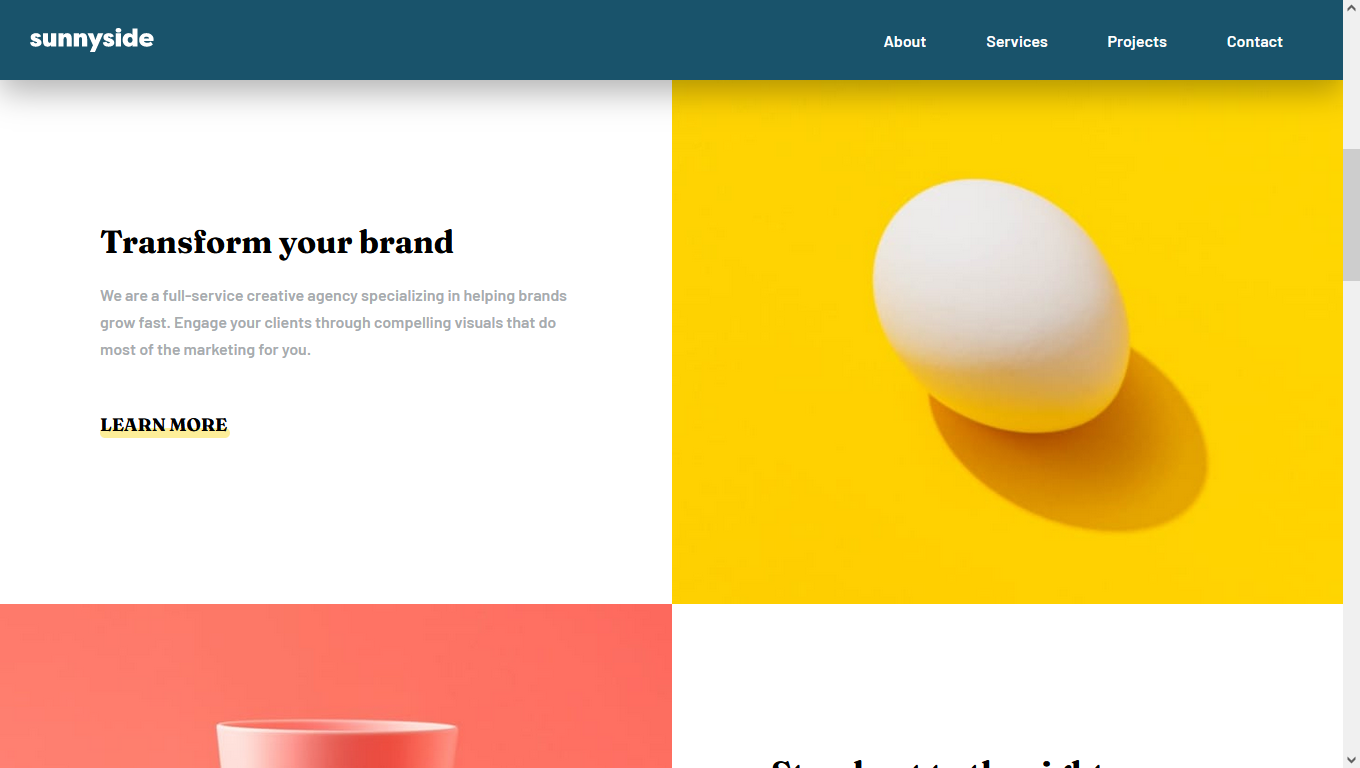 sunnyside
About Services Projects Contact
Transform your brand
We are a full-service creative agency specializing in helping brands
grow fast. Engage your clients through compelling visuals that do
most of the marketing for you.
LEARN MORE